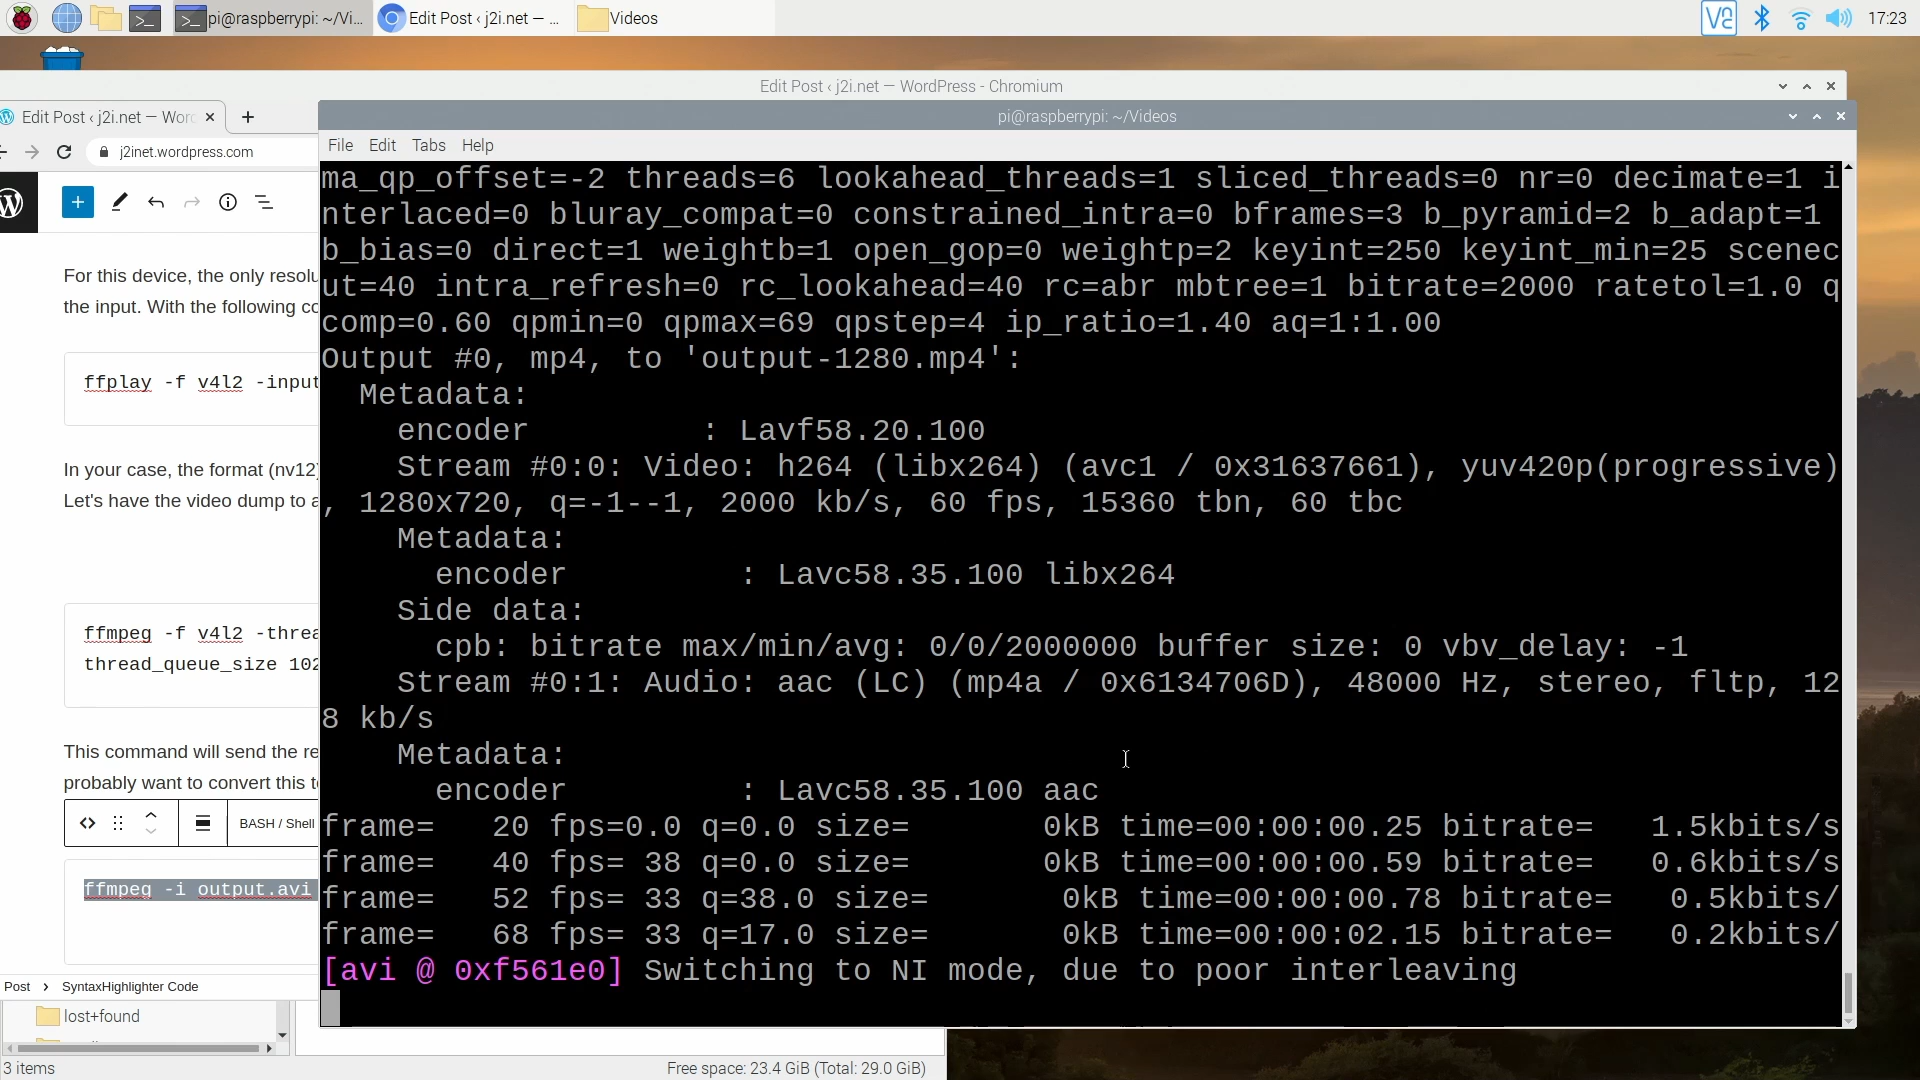 pi@raspberrypi: ~/Vi...
Edit Post ‹ j2i.net — ...
Videos
17:23
Edit Post ‹ j2i.net — WordPress - Chromium
Edit Post ‹ j2i.net — Word
pi@raspberrypi: ~/Videos
j2inet.wordpress.com
File Edit Tabs Help
For this device, the only resolu
the input. With the following co
ffplay -f v4l2 -input
In your case, the format (nv12)
Let's have the video dump to a
ffmpeg -f v4l2 -threa
thread_queue_size 102
This command will send the re
probably want to convert this t
BASH / Shell
ffmpeg -i output.avi
Post › SyntaxHighlighter Code
lost+found
3 items
Free space: 23.4 GiB (Total: 29.0 GiB)
ma_qp_offset=-2 threads=6 lookahead_threads=1 sliced_threads=0 nr=0 decimate=1 i
nterlaced=0 bluray_compat=0 constrained_intra=0 bframes=3 b_pyramid=2 b_adapt=1
b_bias=0 direct=1 weightb=1 open_gop=0 weightp=2 keyint=250 keyint_min=25 scenec
ut=40 intra_refresh=0 rc_lookahead=40 rc=abr mbtree=1 bitrate=2000 ratetol=1.0 q
comp=0.60 qpmin=0 qpmax=69 qpstep=4 ip_ratio=1.40 aq=1:1.00
Output #0, mp4, to 'output-1280.mp4':
Metadata:
encoder : Lavf58.20.100
Stream #0:0: Video: h264 (libx264) (avc1 / 0x31637661), yuv420p(progressive)
, 1280x720, q=-1--1, 2000 kb/s, 60 fps, 15360 tbn, 60 tbc
Metadata:
encoder : Lavc58.35.100 libx264
Side data:
cpb: bitrate max/min/avg: 0/0/2000000 buffer size: 0 vbv_delay: -1
Stream #0:1: Audio: aac (LC) (mp4a / 0x6134706D), 48000 Hz, stereo, fltp, 12
8 kb/s
Metadata:
encoder : Lavc58.35.100 aac
frame= 20 fps=0.0 q=0.0 size= 0kB time=00:00:00.25 bitrate= 1.5kbits/s
frame= 40 fps= 38 q=0.0 size= 0kB time=00:00:00.59 bitrate= 0.6kbits/s
frame= 52 fps= 33 q=38.0 size= 0kB time=00:00:00.78 bitrate= 0.5kbits/
frame= 68 fps= 33 q=17.0 size= 0kB time=00:00:02.15 bitrate= 0.2kbits/
[avi @ 0xf561e0] Switching to NI mode, due to poor interleaving